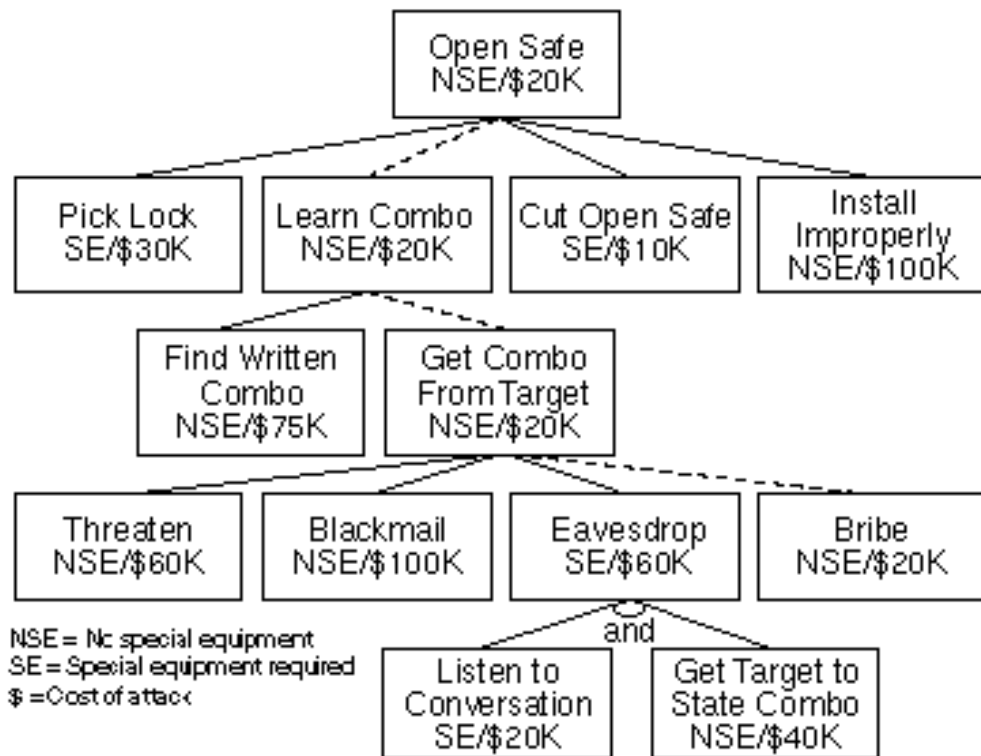 Open Safe
NSE/$20K
Pick Lock
SE/$30K
Learn Combo
NSE/$20K
Cut Open Safe
SE/$10K
Install
Improperly
NSE/$100K
Find Written
Combo
NSE/$75K
Get Combo
From Target
NSE/$20K
Threaten
NSE/$60K
Blackmail
NSE/$100K
Eavesdrop
SE/$60K
Bribe
NSE/$20K
and
NSE = No special equipment
SE = Special equipment required
$ = Cost of attack
Listen to
Conversation
SE/$20K
Get Target to
State Combo
NSE/$40K